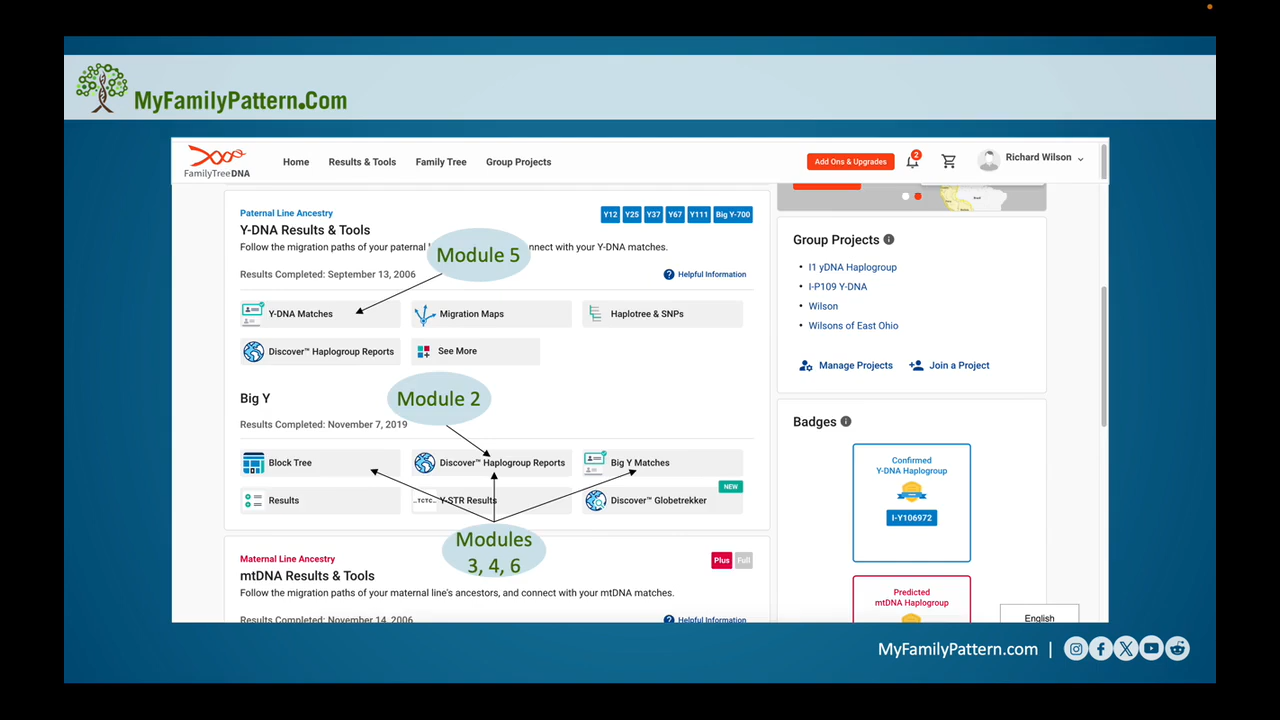 MyFamilyPattern.Com
FamilyTreeDNA
Home Results & Tools Family Tree Group Projects
Add Ons & Upgrades 2 Richard Wilson
Paternal Line Ancestry
Y12 Y25 Y37 Y67 Y111 Big Y-700
Y-DNA Results & Tools
Follow the migration paths of your paternal nnect with your Y-DNA matches.
Module 5
Results Completed: September 13, 2006
Helpful Information
Y-DNA Matches Migration Maps Haplotree & SNPs
Discover™ Haplogroup Reports See More
Big Y
Module 2
Results Completed: November 7, 2019
Block Tree Discover™ Haplogroup Reports Big Y Matches
NEW
Results Y-STR Results Discover™ Globetrekker
Modules
3, 4, 6
Maternal Line Ancestry
Plus Full
mtDNA Results & Tools
Follow the migration paths of your maternal line's ancestors, and connect with your mtDNA matches.
Results Completed: November 14, 2006
Helpful Information
Brazil
Group Projects
• I1 yDNA Haplogroup
• I-P109 Y-DNA
• Wilson
• Wilsons of East Ohio
Manage Projects Join a Project
Badges
Confirmed
Y-DNA Haplogroup
I-Y106972
Predicted
mtDNA Haplogroup
English
MyFamilyPattern.com |